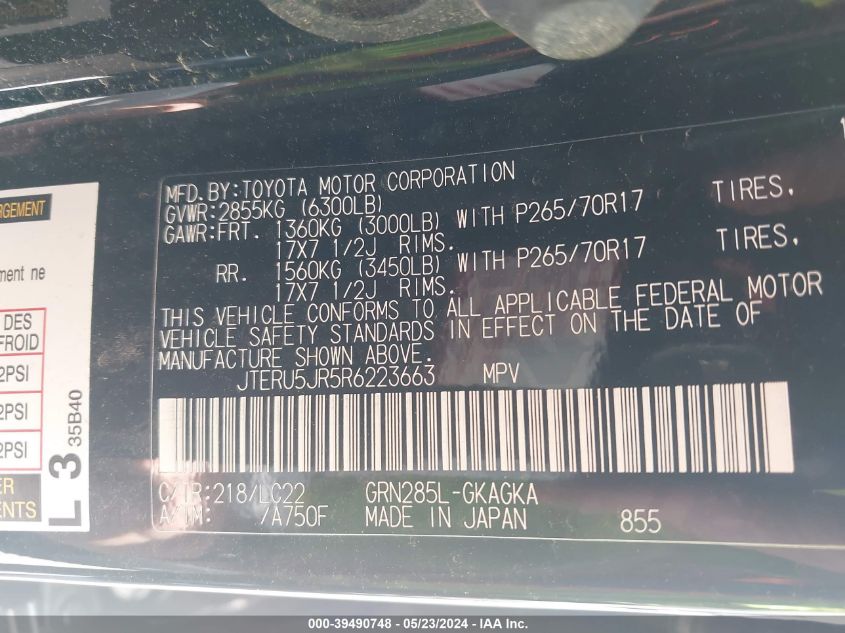 RGEMENT
ement ne
DES
FROID
2PSI
2PSI
2PSI
ER
ENTS
L 3 35B40
MFD.BY:TOYOTA MOTOR CORPORATION
GVWR:2855KG (6300LB)
GAWR:FRT. 1360KG (3000LB) WITH P265/70R17 TIRES,
17X7 1/2J RIMS.
RR. 1560KG (3450LB) WITH P265/70R17 TIRES,
17X7 1/2J RIMS.
THIS VEHICLE CONFORMS TO ALL APPLICABLE FEDERAL MOTOR
VEHICLE SAFETY STANDARDS IN EFFECT ON THE DATE OF
MANUFACTURE SHOWN ABOVE.
JTERU5JR5R6223663 MPV
C/TR:218/LC22 GRN285L-GKAGKA
A/TM: /A750F MADE IN JAPAN 855
000-39490748 - 05/23/2024 - IAAI Inc.